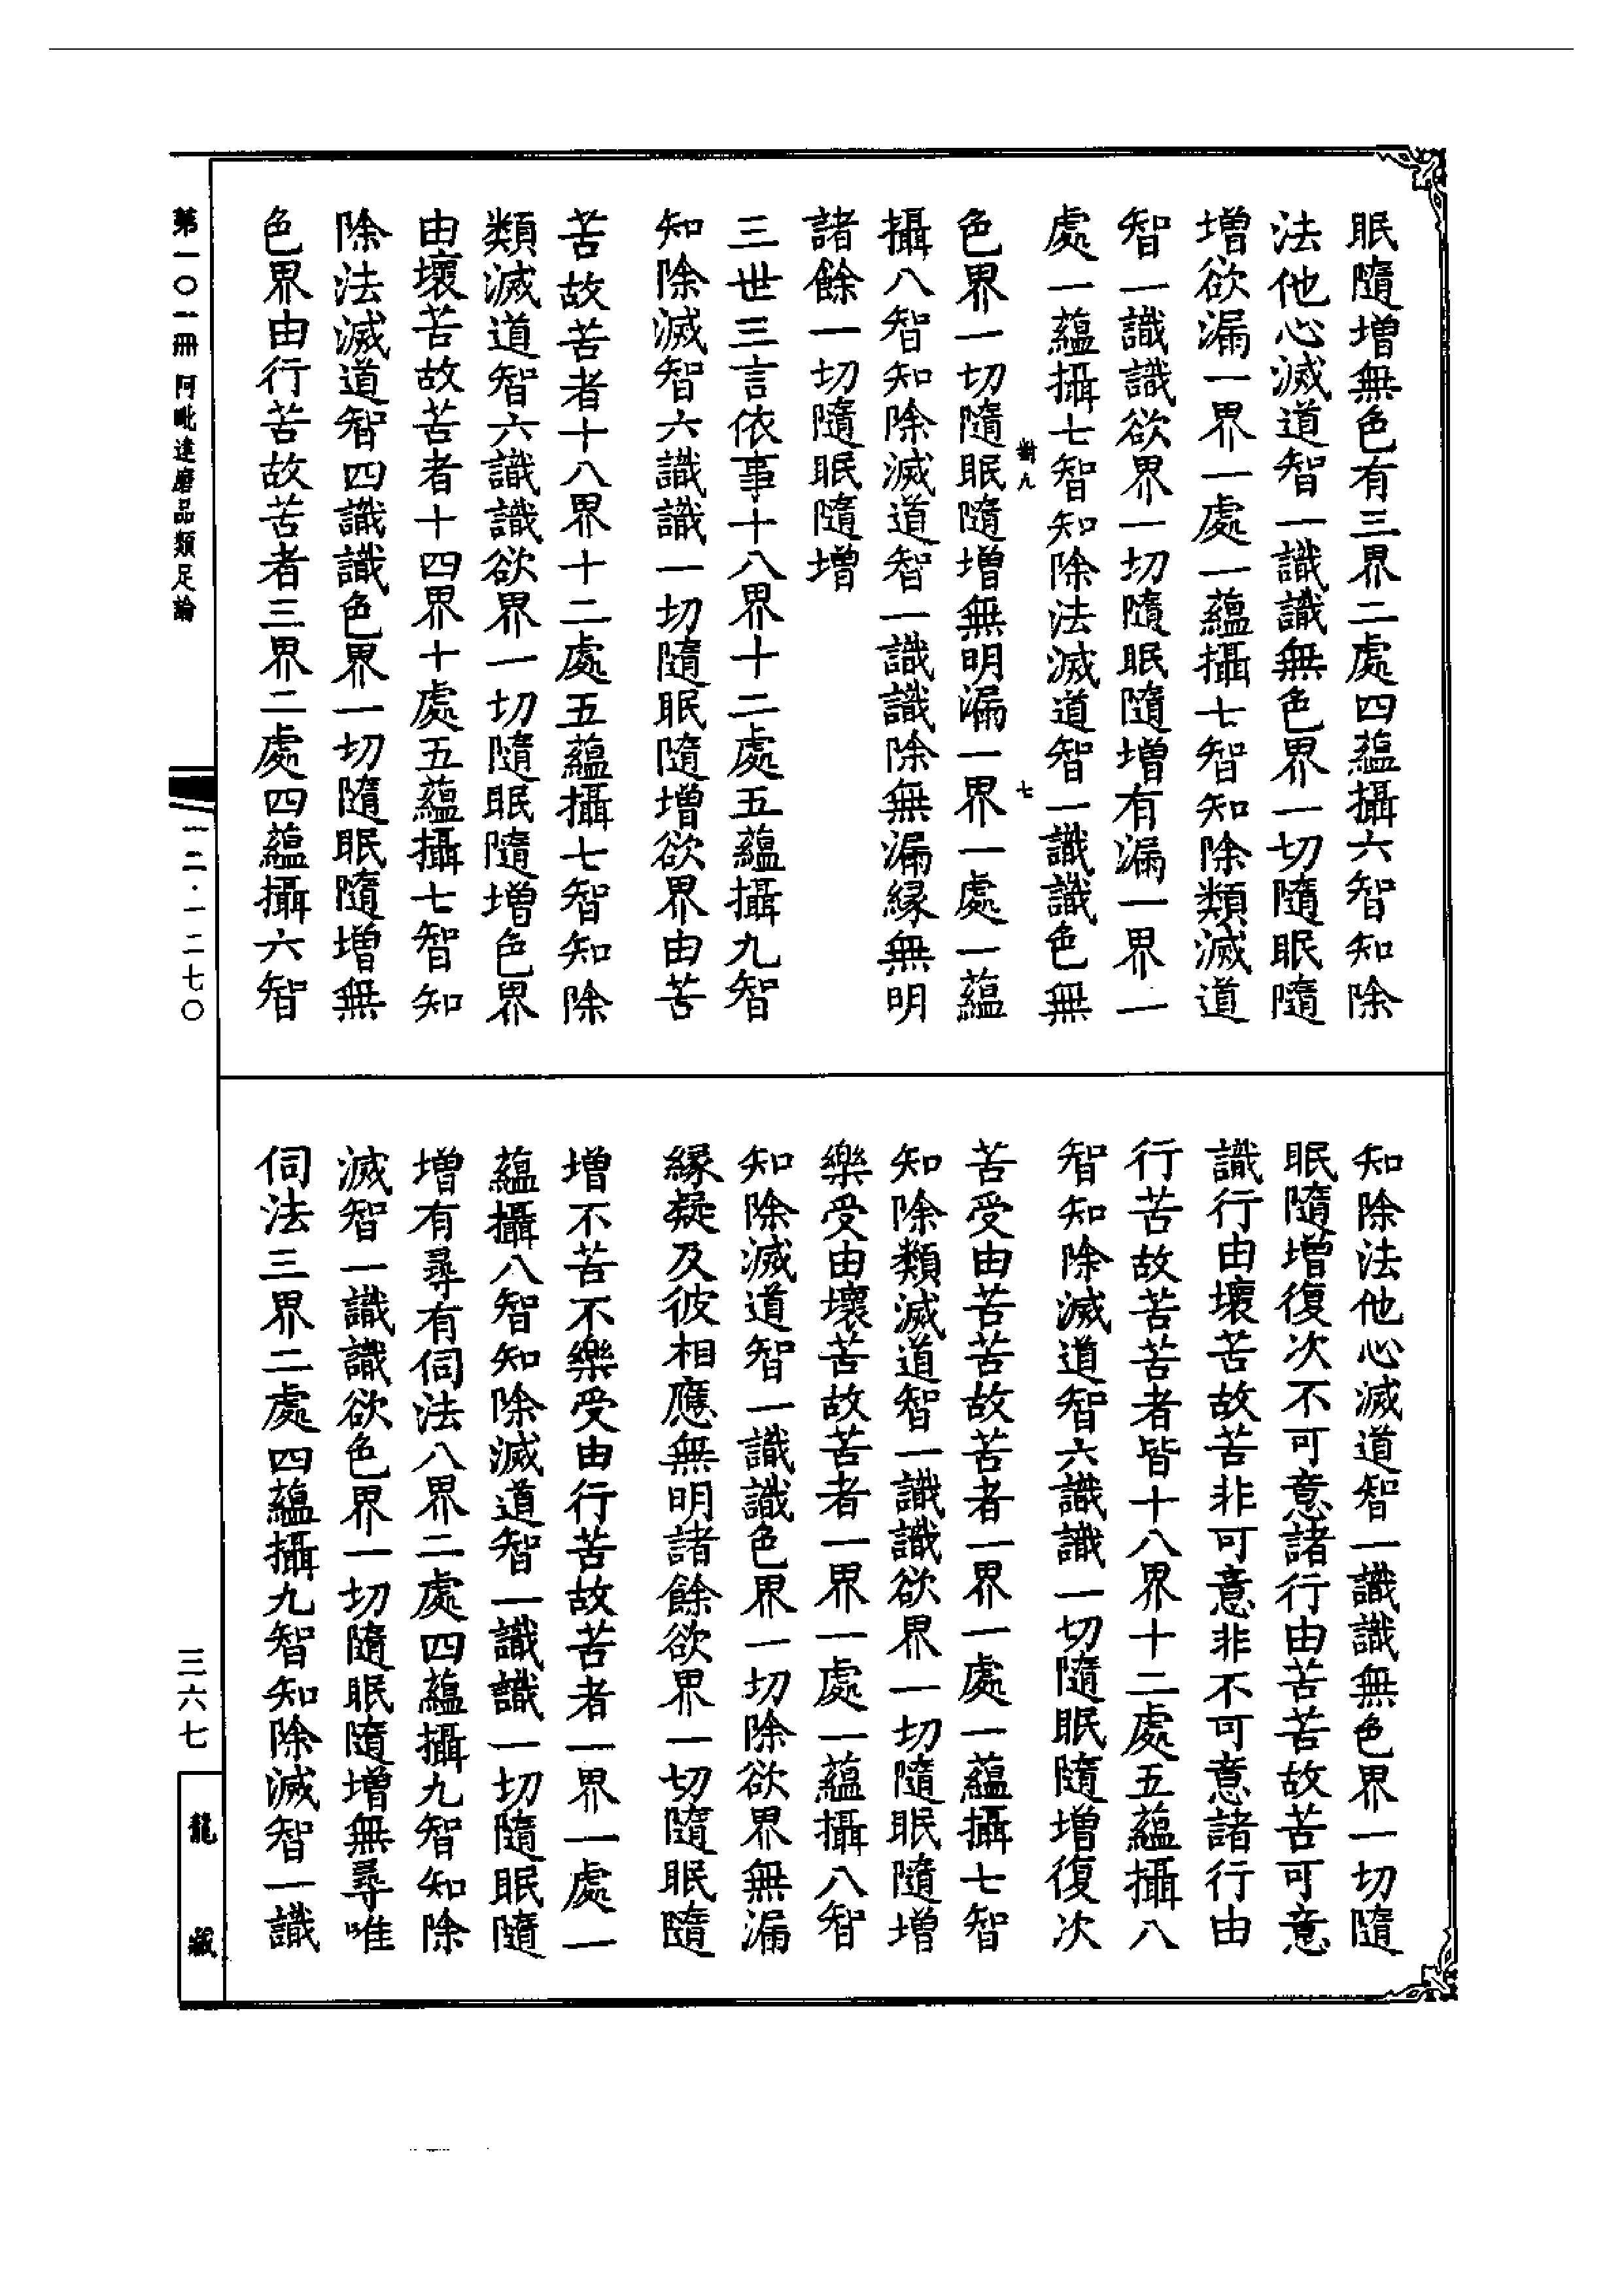 眠隨增無色有三界二處四蘊攝六智知除
法他心滅道智一識識無色界一切隨眠隨
增欲漏一界一處一蘊攝七智知除類滅道
智一識識欲界一切隨眠隨增有漏一界一
處一蘊攝七智知除法滅道智一識識色無
尌九 七
色界一切隨眠隨增無明漏一界一處一蘊
攝八智知除滅道智一識識除無漏緣無明
諸餘一切隨眠隨增
三世三言依事十八界十二處五蘊攝九智
知除滅智六識識一切隨眠隨增欲界由苦
苦故苦者十八界十二處五蘊攝七智知除
類滅道智六識識欲界一切隨眠隨增色界
由壞苦故苦者十四界十處五蘊攝七智知
除法滅道智四識識色界一切隨眠隨增無
色界由行苦故苦者三界二處四蘊攝六智
知除法他心滅道智一識識無色界一切隨
眠隨增復次不可意諸行由苦苦故苦可意
識行由壞苦故苦非可意非不可意諸行由
行苦故苦苦者皆十八界十二處五蘊攝八
智知除滅道智六識識一切隨眠隨增復次
苦受由苦苦故苦者一界一處一蘊攝七智
知除類滅道智一識識欲界一切隨眠隨增
樂受由壞苦故苦者一界一處一蘊攝八智
知除滅道智一識識色界一切除欲界無漏
緣疑及彼相應無明諸餘欲界一切隨眠隨
增不苦不樂受由行苦故苦者一界一處一
蘊攝八智知除滅道智一識識一切隨眠隨
增有尋有伺法八界二處四蘊攝九智知除
滅智一識識欲色界一切隨眠隨增無尋唯
伺法三界二處四蘊攝九智知除滅智一識
第一〇一冊 阿毗達磨品類足論
一二·一二七〇
三六七
龍藏